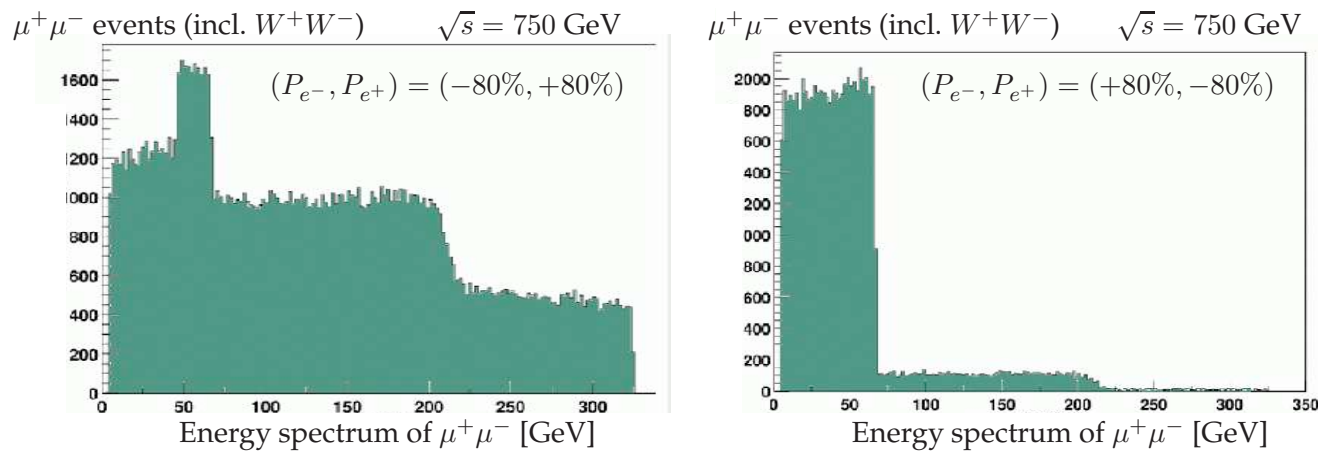 μ⁺μ⁻ events (incl. W⁺W⁻) √s = 750 GeV
(P_{e⁻}, P_{e⁺}) = (−80%, +80%)
1600
1400
1200
1000
800
600
400
200
0
0 50 100 150 200 250 300
Energy spectrum of μ⁺μ⁻ [GeV]
μ⁺μ⁻ events (incl. W⁺W⁻) √s = 750 GeV
(P_{e⁻}, P_{e⁺}) = (+80%, −80%)
2000
800
600
400
200
000
800
600
400
200
0
0 50 100 150 200 250 300 350
Energy spectrum of μ⁺μ⁻ [GeV]